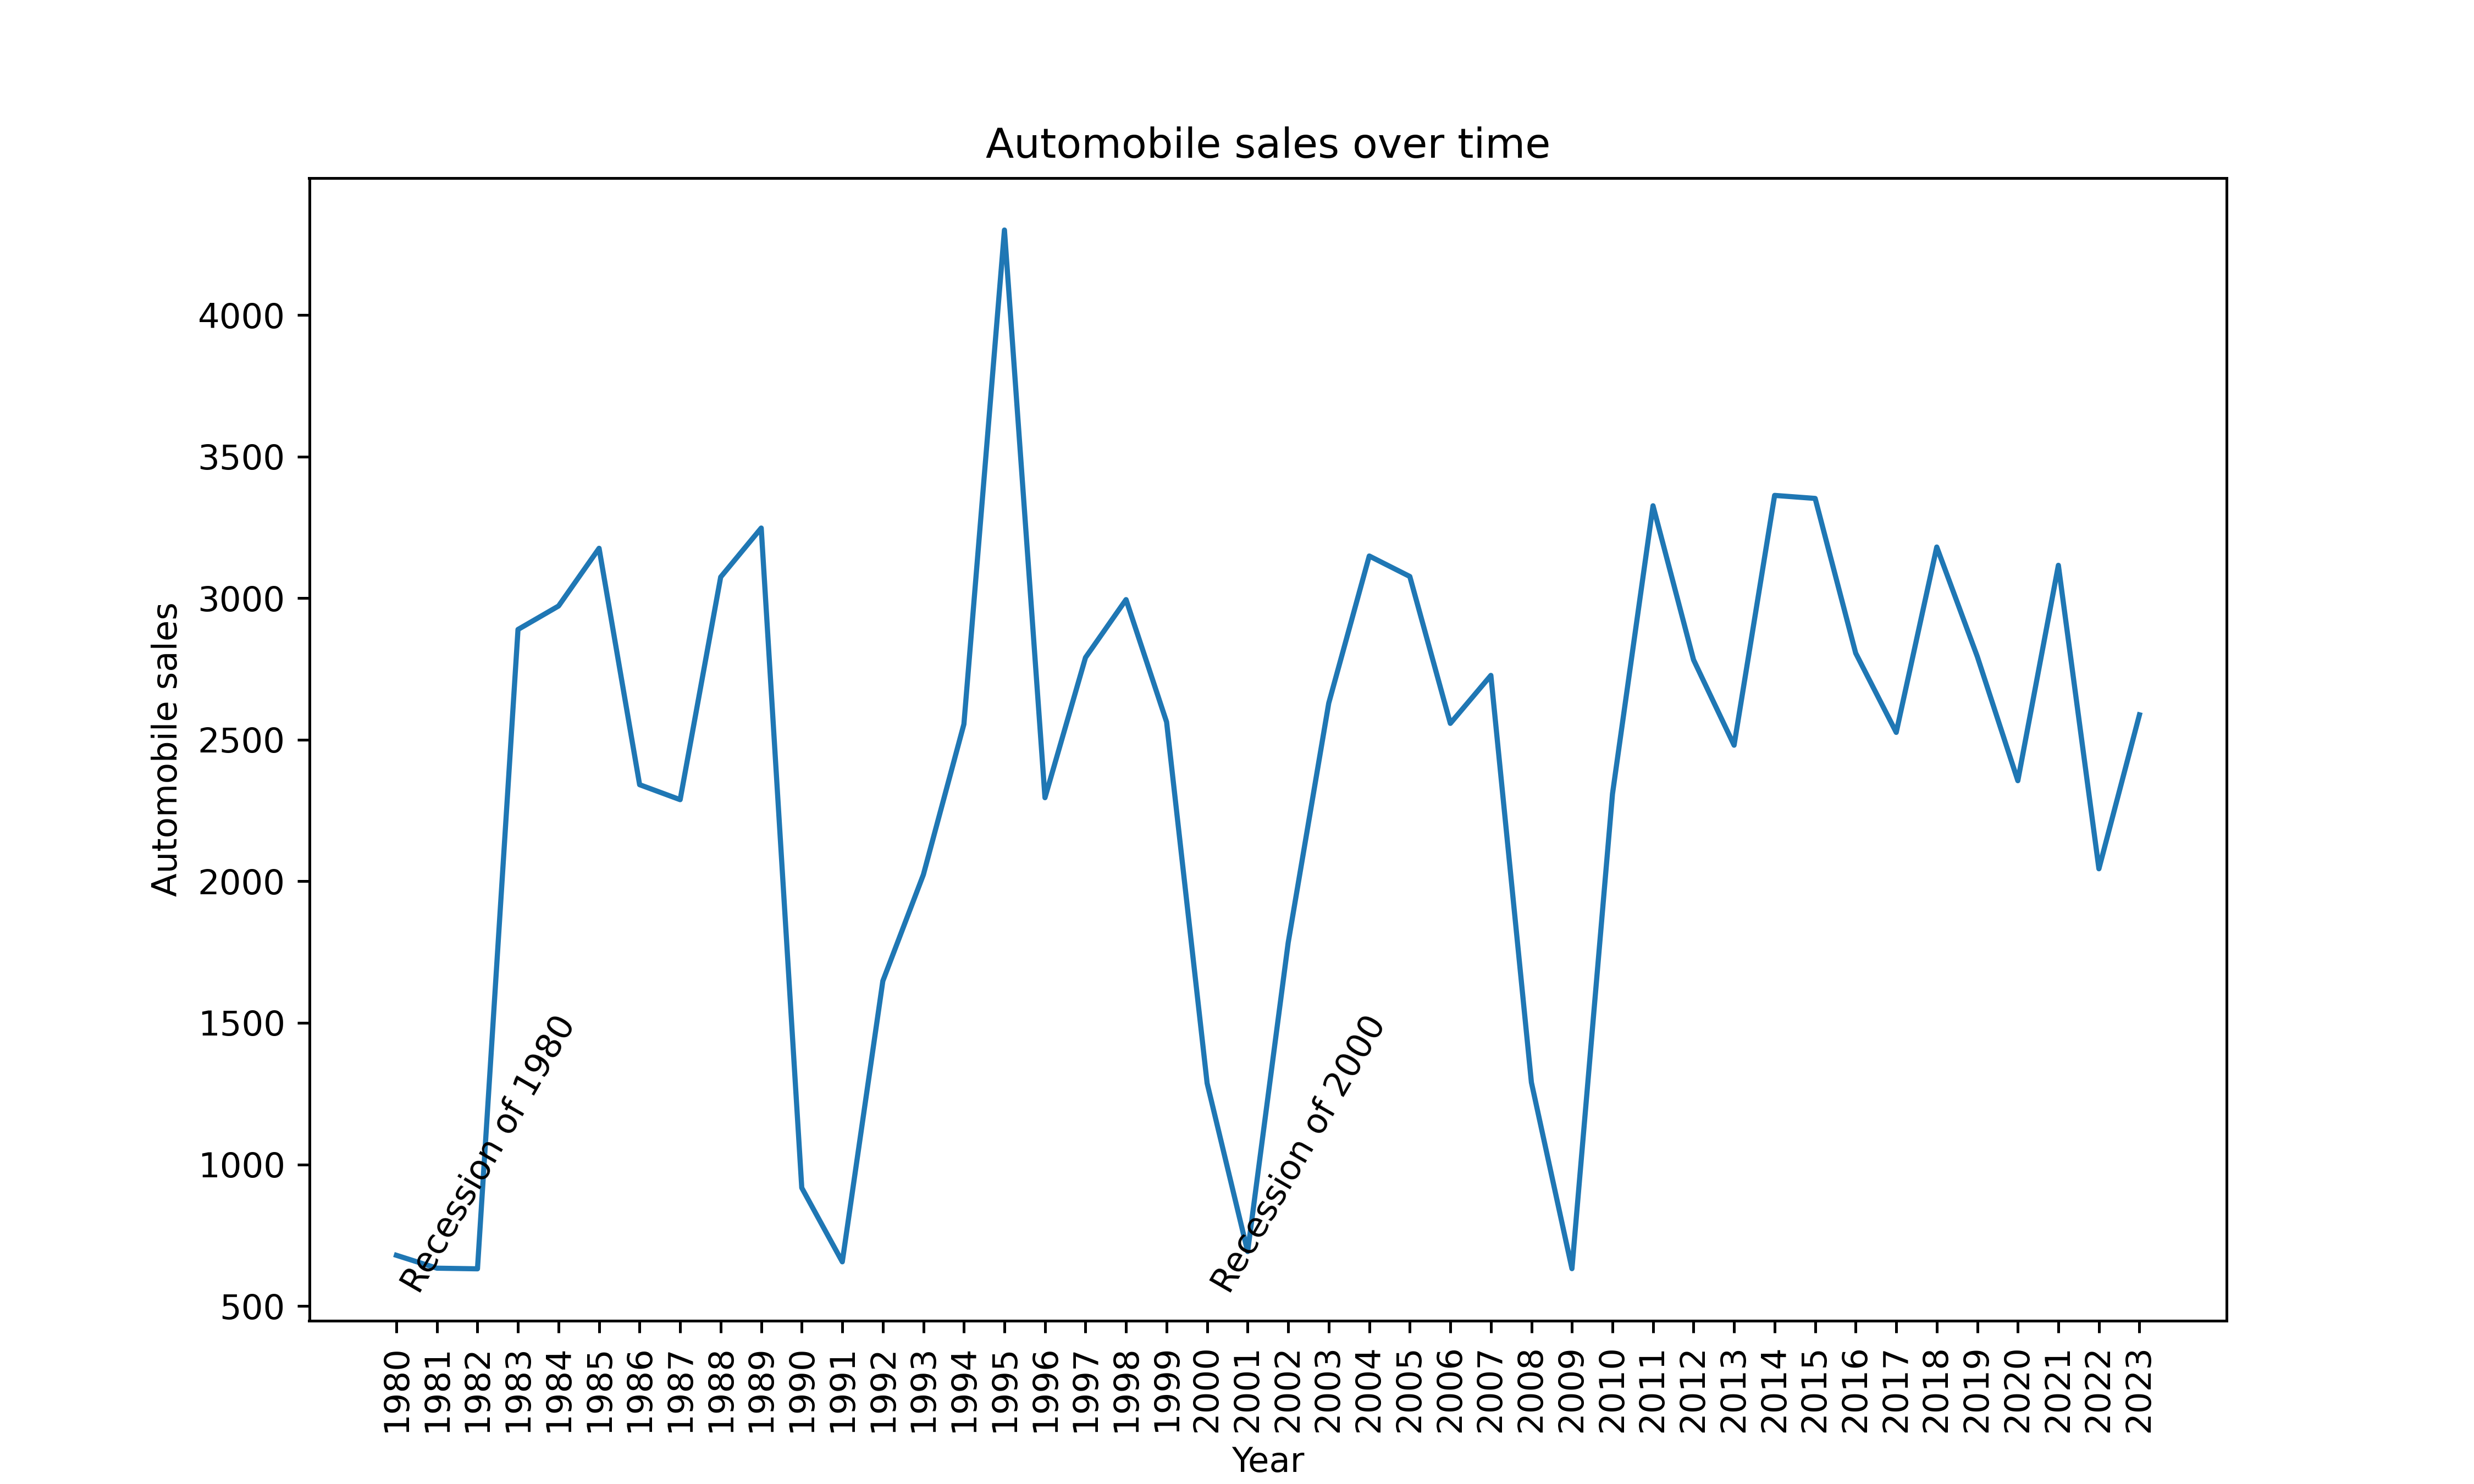 Automobile sales over time
Automobile sales
4000
3500
3000
2500
2000
1500
1000
500
Recession of 1980
Recession of 2000
1980 1981 1982 1983 1984 1985 1986 1987 1988 1989 1990 1991 1992 1993 1994 1995 1996 1997 1998 1999 2000 2001 2002 2003 2004 2005 2006 2007 2008 2009 2010 2011 2012 2013 2014 2015 2016 2017 2018 2019 2020 2021 2022 2023
Year